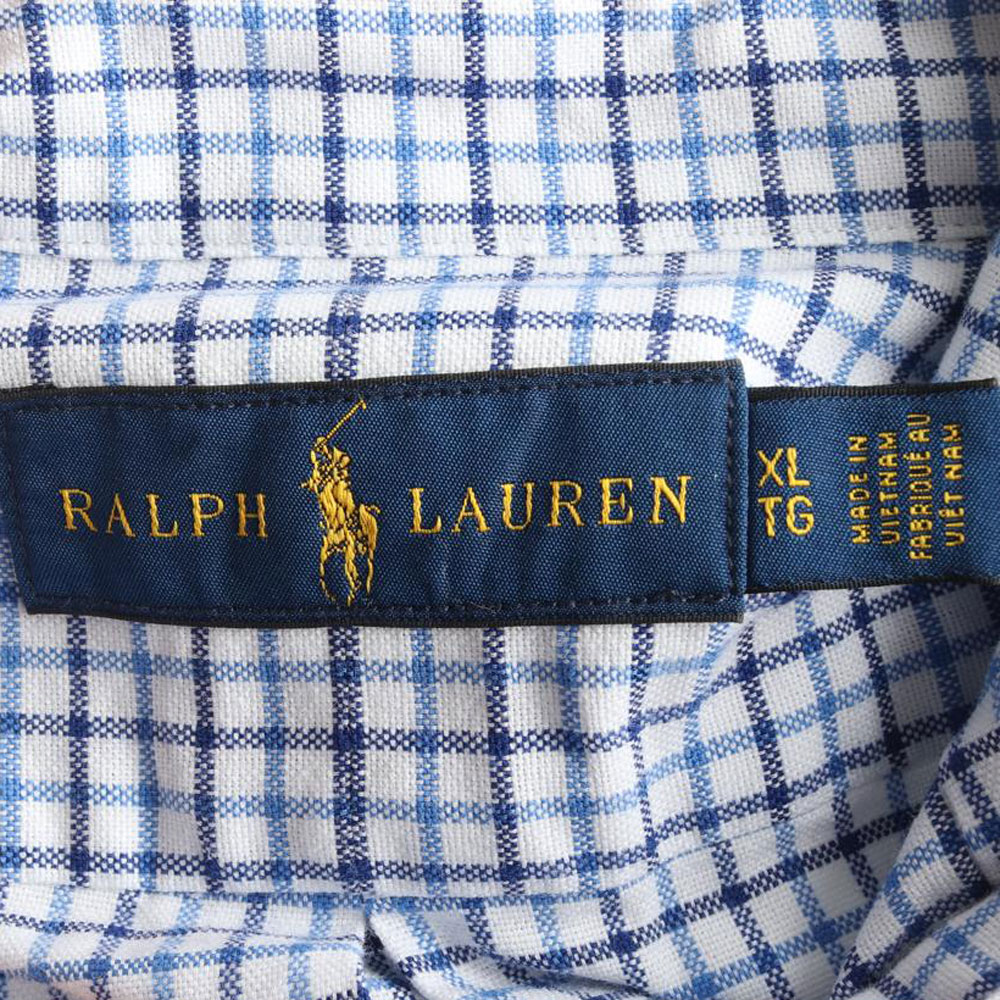 RALPH LAUREN
XL
TG
MADE IN
VIETNAM
FABRIQUÉ AU
VIÊT NAM